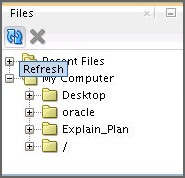 Files
Recent Files
Refresh
My Computer
Desktop
oracle
Explain_Plan
/